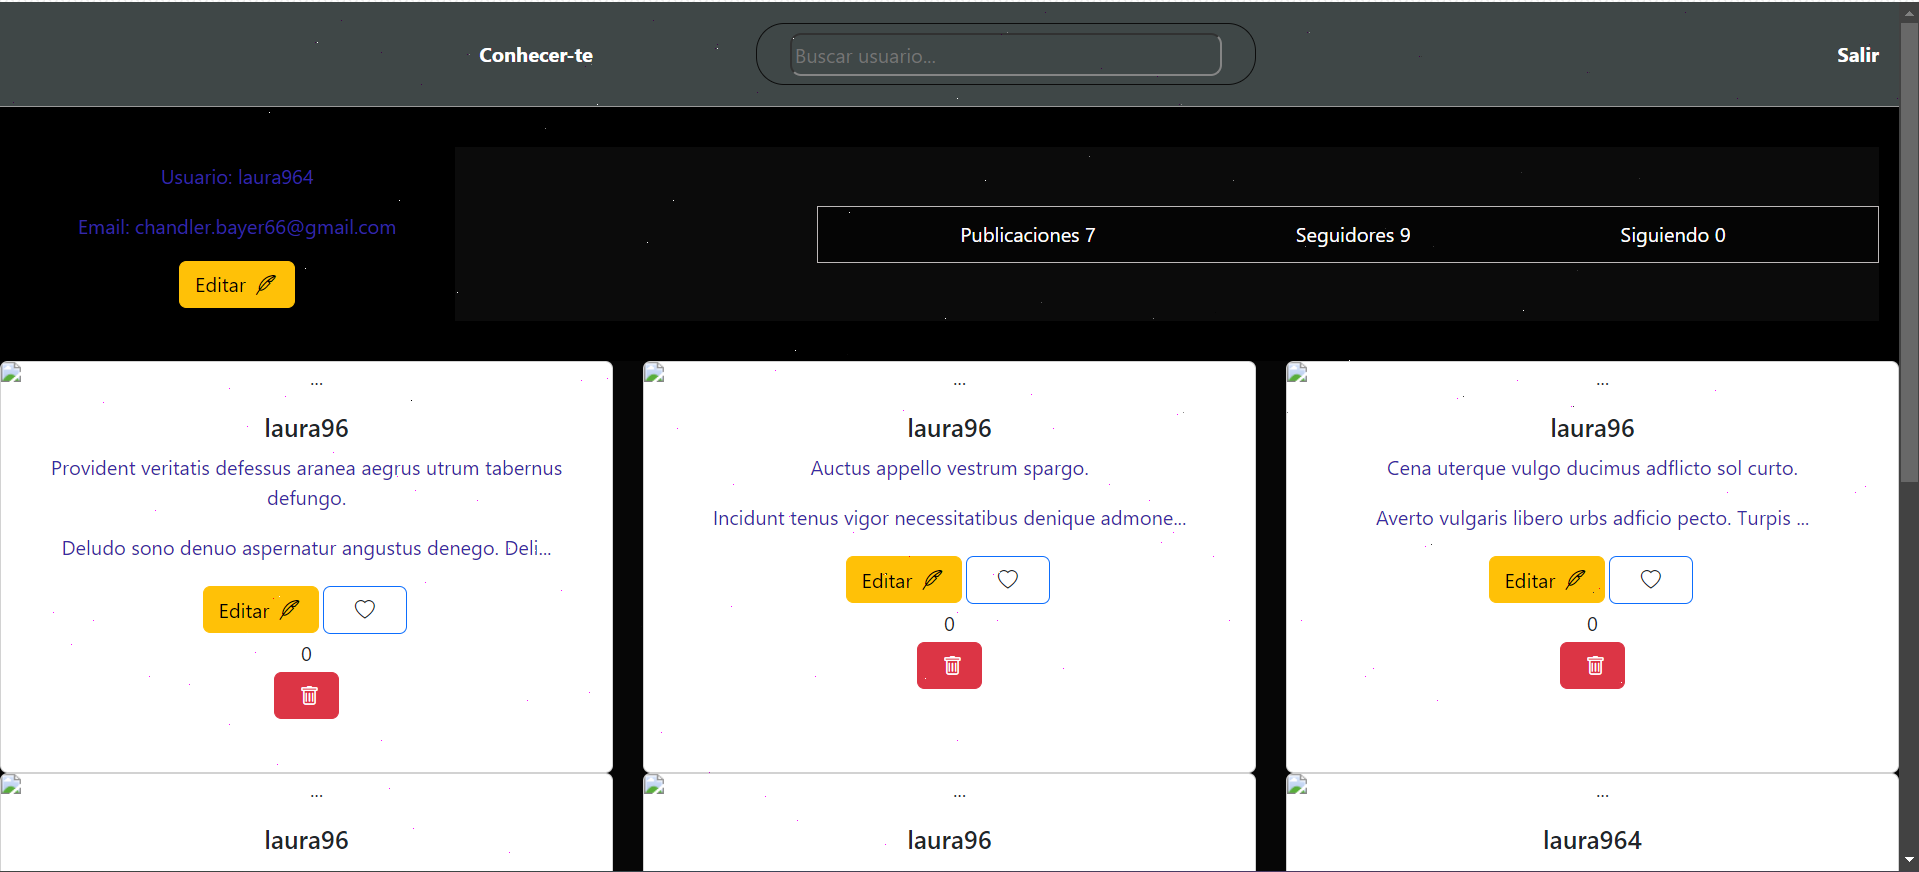 Conhecer-te
Buscar usuario...
Salir
Usuario: laura964
Email: chandler.bayer66@gmail.com
Editar
Publicaciones 7
Seguidores 9
Siguiendo 0
...
laura96
Provident veritatis defessus aranea aegrus utrum tabernus
defungo.
Deludo sono denuo aspernatur angustus denego. Deli...
Editar
0
...
laura96
Auctus appello vestrum spargo.
Incidunt tenus vigor necessitatibus denique admone...
Editar
0
...
laura96
Cena uterque vulgo ducimus adflicto sol curto.
Averto vulgaris libero urbs adficio pecto. Turpis ...
Editar
0
...
laura96
...
laura96
...
laura964